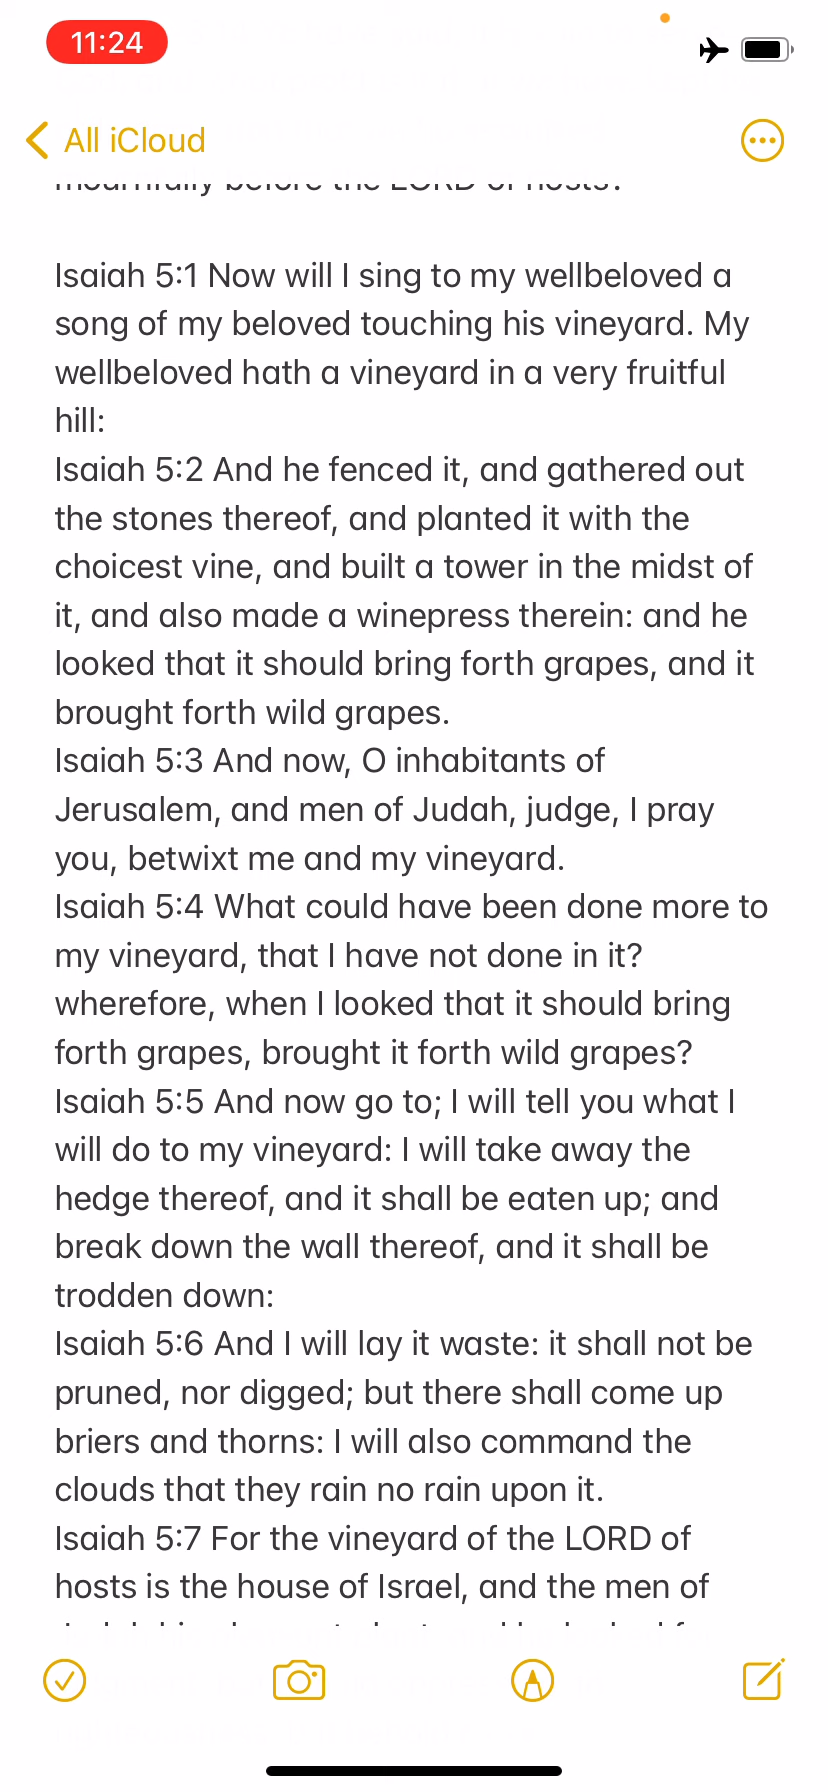 11:24
All iCloud
mournfully before the LORD of hosts?
Isaiah 5:1 Now will I sing to my wellbeloved a
song of my beloved touching his vineyard. My
wellbeloved hath a vineyard in a very fruitful
hill:
Isaiah 5:2 And he fenced it, and gathered out
the stones thereof, and planted it with the
choicest vine, and built a tower in the midst of
it, and also made a winepress therein: and he
looked that it should bring forth grapes, and it
brought forth wild grapes.
Isaiah 5:3 And now, O inhabitants of
Jerusalem, and men of Judah, judge, I pray
you, betwixt me and my vineyard.
Isaiah 5:4 What could have been done more to
my vineyard, that I have not done in it?
wherefore, when I looked that it should bring
forth grapes, brought it forth wild grapes?
Isaiah 5:5 And now go to; I will tell you what I
will do to my vineyard: I will take away the
hedge thereof, and it shall be eaten up; and
break down the wall thereof, and it shall be
trodden down:
Isaiah 5:6 And I will lay it waste: it shall not be
pruned, nor digged; but there shall come up
briers and thorns: I will also command the
clouds that they rain no rain upon it.
Isaiah 5:7 For the vineyard of the LORD of
hosts is the house of Israel, and the men of